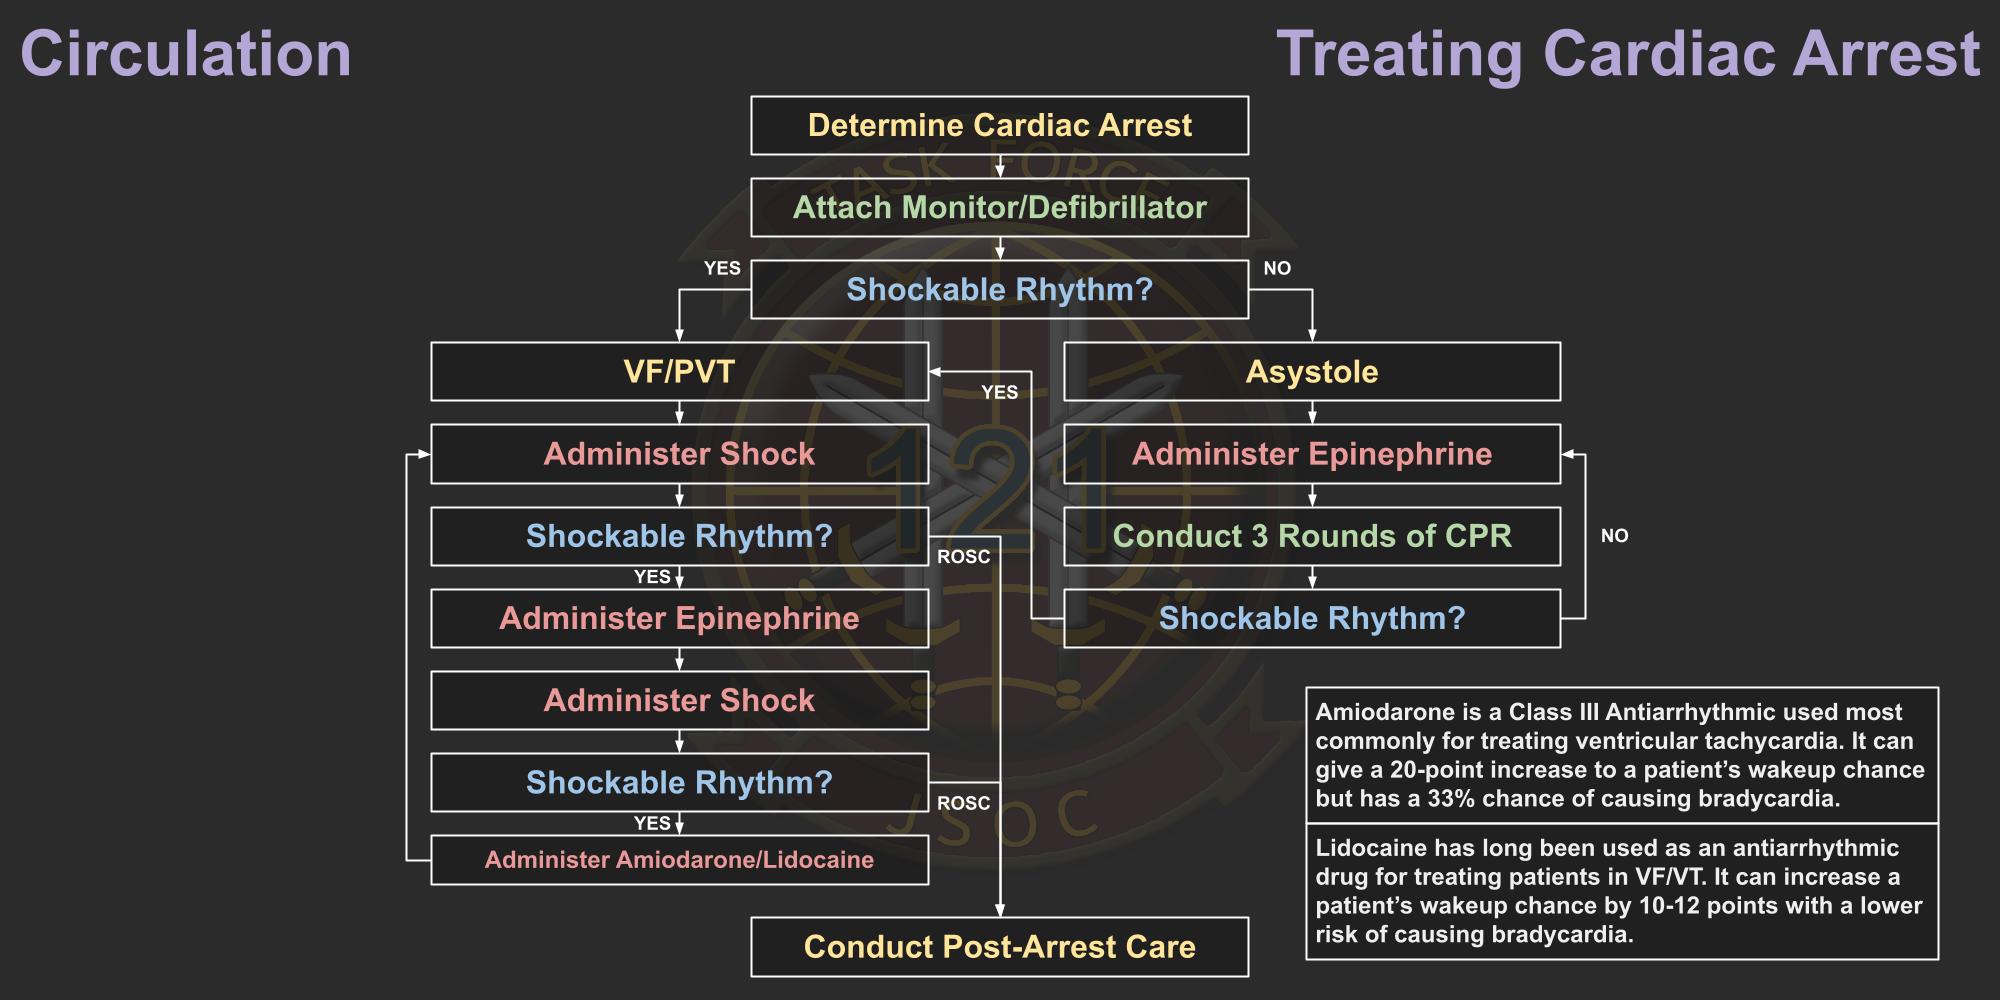 Circulation
Treating Cardiac Arrest
Determine Cardiac Arrest
TASK FORCE
Attach Monitor/Defibrillator
YES
Shockable Rhythm?
NO
VF/PVT
YES
Asystole
Administer Shock
121
Administer Epinephrine
Shockable Rhythm?
ROSC
Conduct 3 Rounds of CPR
NO
YES
Administer Epinephrine
Shockable Rhythm?
Administer Shock
Shockable Rhythm?
ROSC
JSOC
YES
Administer Amiodarone/Lidocaine
Conduct Post-Arrest Care
Amiodarone is a Class III Antiarrhythmic used most
commonly for treating ventricular tachycardia. It can
give a 20-point increase to a patient’s wakeup chance
but has a 33% chance of causing bradycardia.
Lidocaine has long been used as an antiarrhythmic
drug for treating patients in VF/VT. It can increase a
patient’s wakeup chance by 10-12 points with a lower
risk of causing bradycardia.